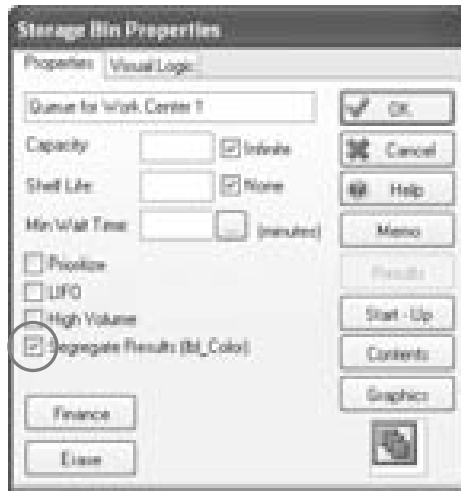 Storage Bin Properties
Properties Visual Logic
Queue for Work Center 1
OK
Capacity Infinite
Cancel
Shelf Life None
Help
Min Wait Time ... (minutes)
Memo
Prioritize
Results
LIFO
High Volume
Start - Up
Segregate Results (lbl_Color)
Contents
Graphics
Finance
Erase